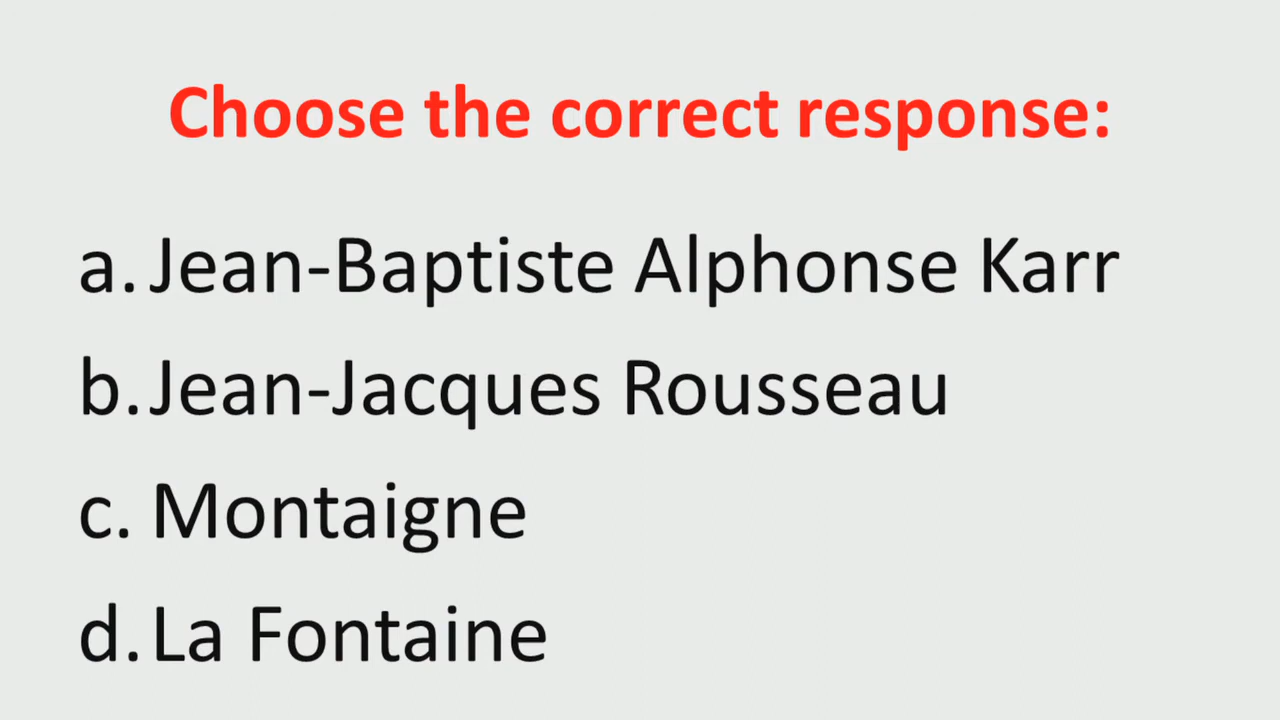 Choose the correct response:
a. Jean-Baptiste Alphonse Karr
b. Jean-Jacques Rousseau
c. Montaigne
d. La Fontaine